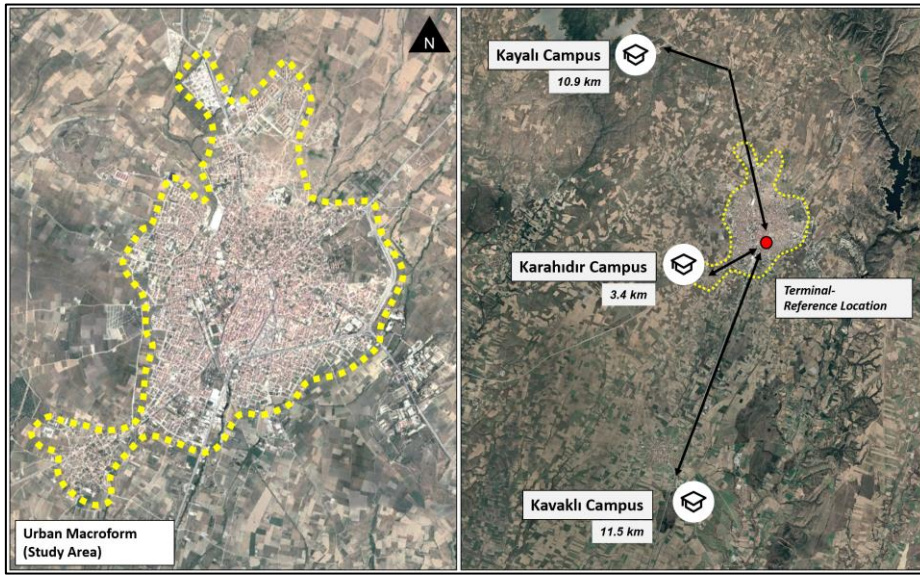 N
Urban Macroform
(Study Area)
Kayalı Campus
10.9 km
Karahıdır Campus
3.4 km
Terminal-
Reference Location
Kavaklı Campus
11.5 km